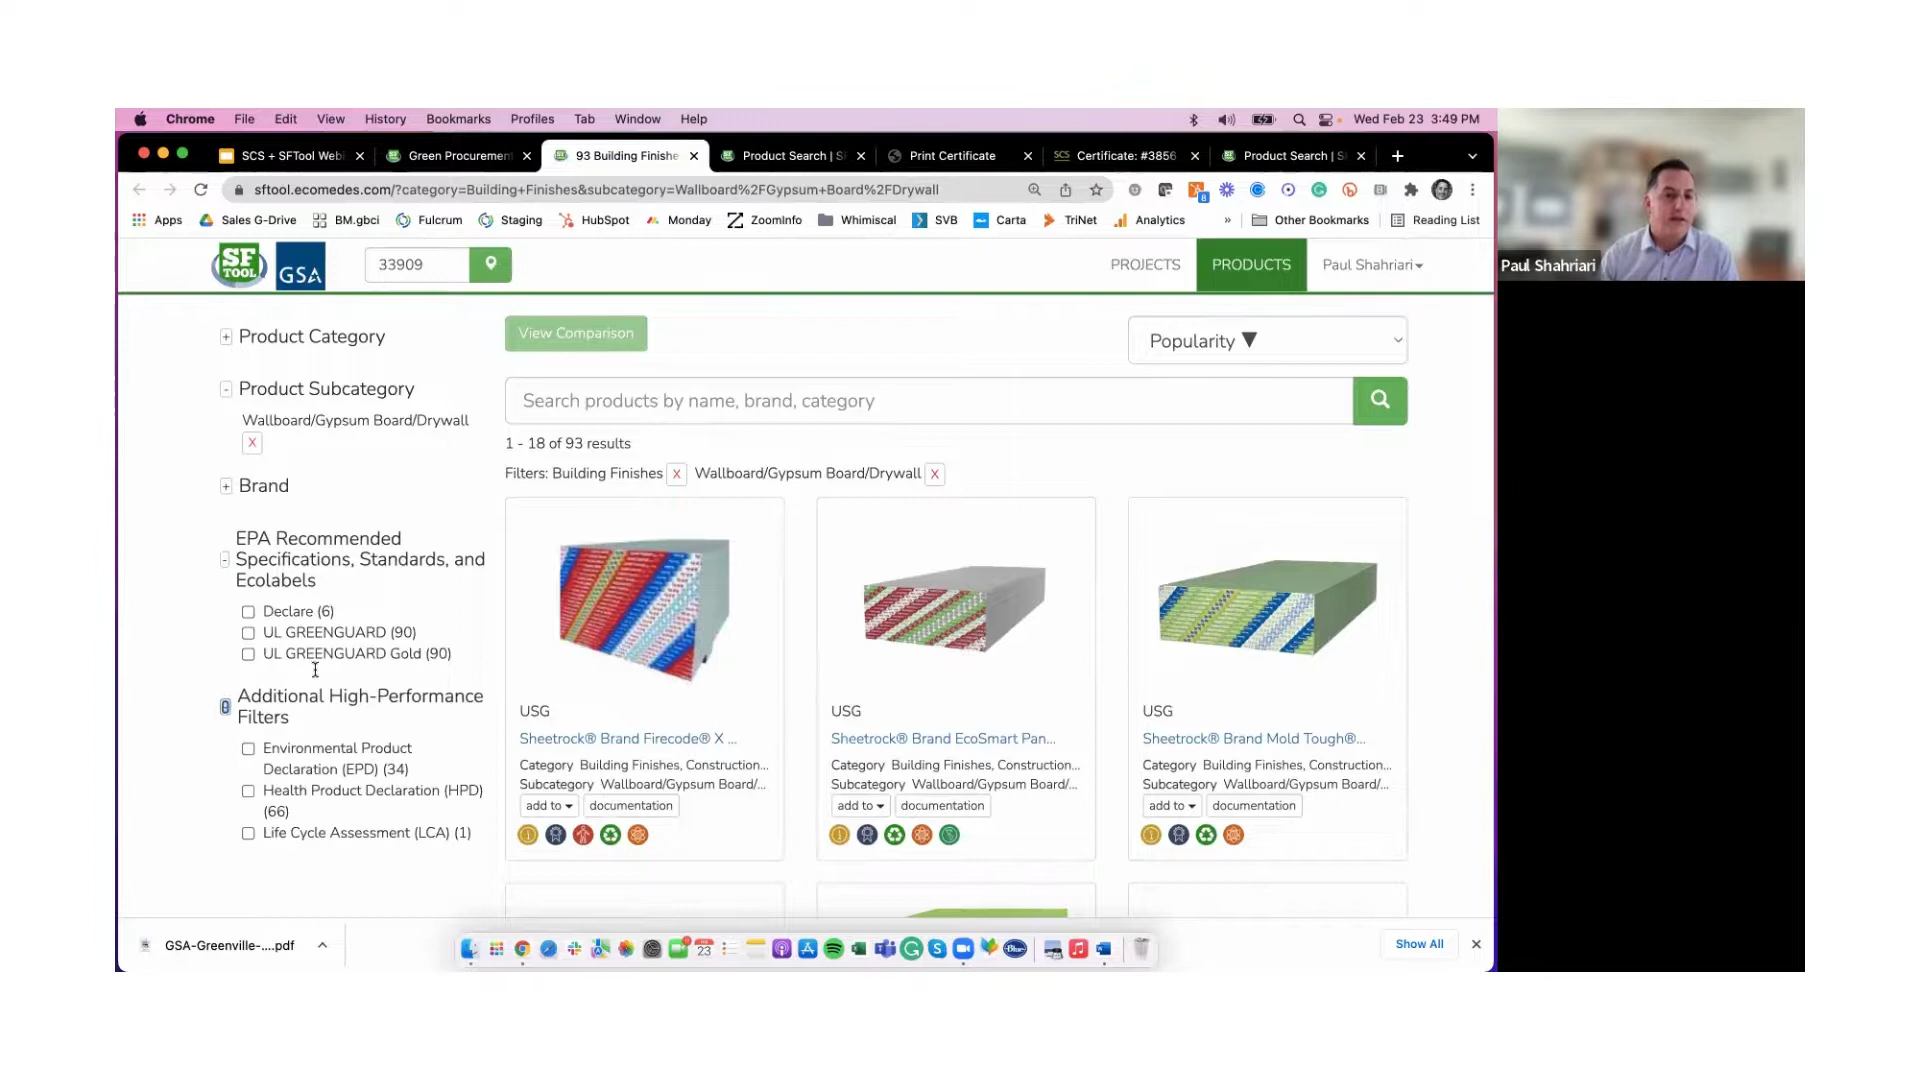 Chrome File Edit View History Bookmarks Profiles Tab Window Help Wed Feb 23 3:49 PM
SCS + SFTool Webi Green Procurement 93 Building Finishe Product Search | S Print Certificate SCS Certificate: #3856 Product Search | S
sftool.ecomedes.com/?category=Building+Finishes&subcategory=Wallboard%2FGypsum+Board%2FDrywall
Apps Sales G-Drive BM.gbci Fulcrum Staging HubSpot Monday ZoomInfo Whimsical SVB Carta TriNet Analytics » Other Bookmarks Reading List
SF TOOL GSA 33909 PROJECTS PRODUCTS Paul Shahriari
Paul Shahriari
+ Product Category
View Comparison
Popularity ▼
- Product Subcategory
Wallboard/Gypsum Board/Drywall
X
Search products by name, brand, category
1 - 18 of 93 results
Filters: Building Finishes X Wallboard/Gypsum Board/Drywall X
+ Brand
EPA Recommended
- Specifications, Standards, and
Ecolabels
Declare (6)
UL GREENGUARD (90)
UL GREENGUARD Gold (90)
Additional High-Performance
Filters
Environmental Product
Declaration (EPD) (34)
Health Product Declaration (HPD)
(66)
Life Cycle Assessment (LCA) (1)
USG
Sheetrock® Brand Firecode® X ...
Category Building Finishes, Construction...
Subcategory Wallboard/Gypsum Board/...
add to documentation
USG
Sheetrock® Brand EcoSmart Pan...
Category Building Finishes, Construction...
Subcategory Wallboard/Gypsum Board/...
add to documentation
USG
Sheetrock® Brand Mold Tough®...
Category Building Finishes, Construction...
Subcategory Wallboard/Gypsum Board/...
add to documentation
GSA-Greenville-....pdf
23
Blue
Show All